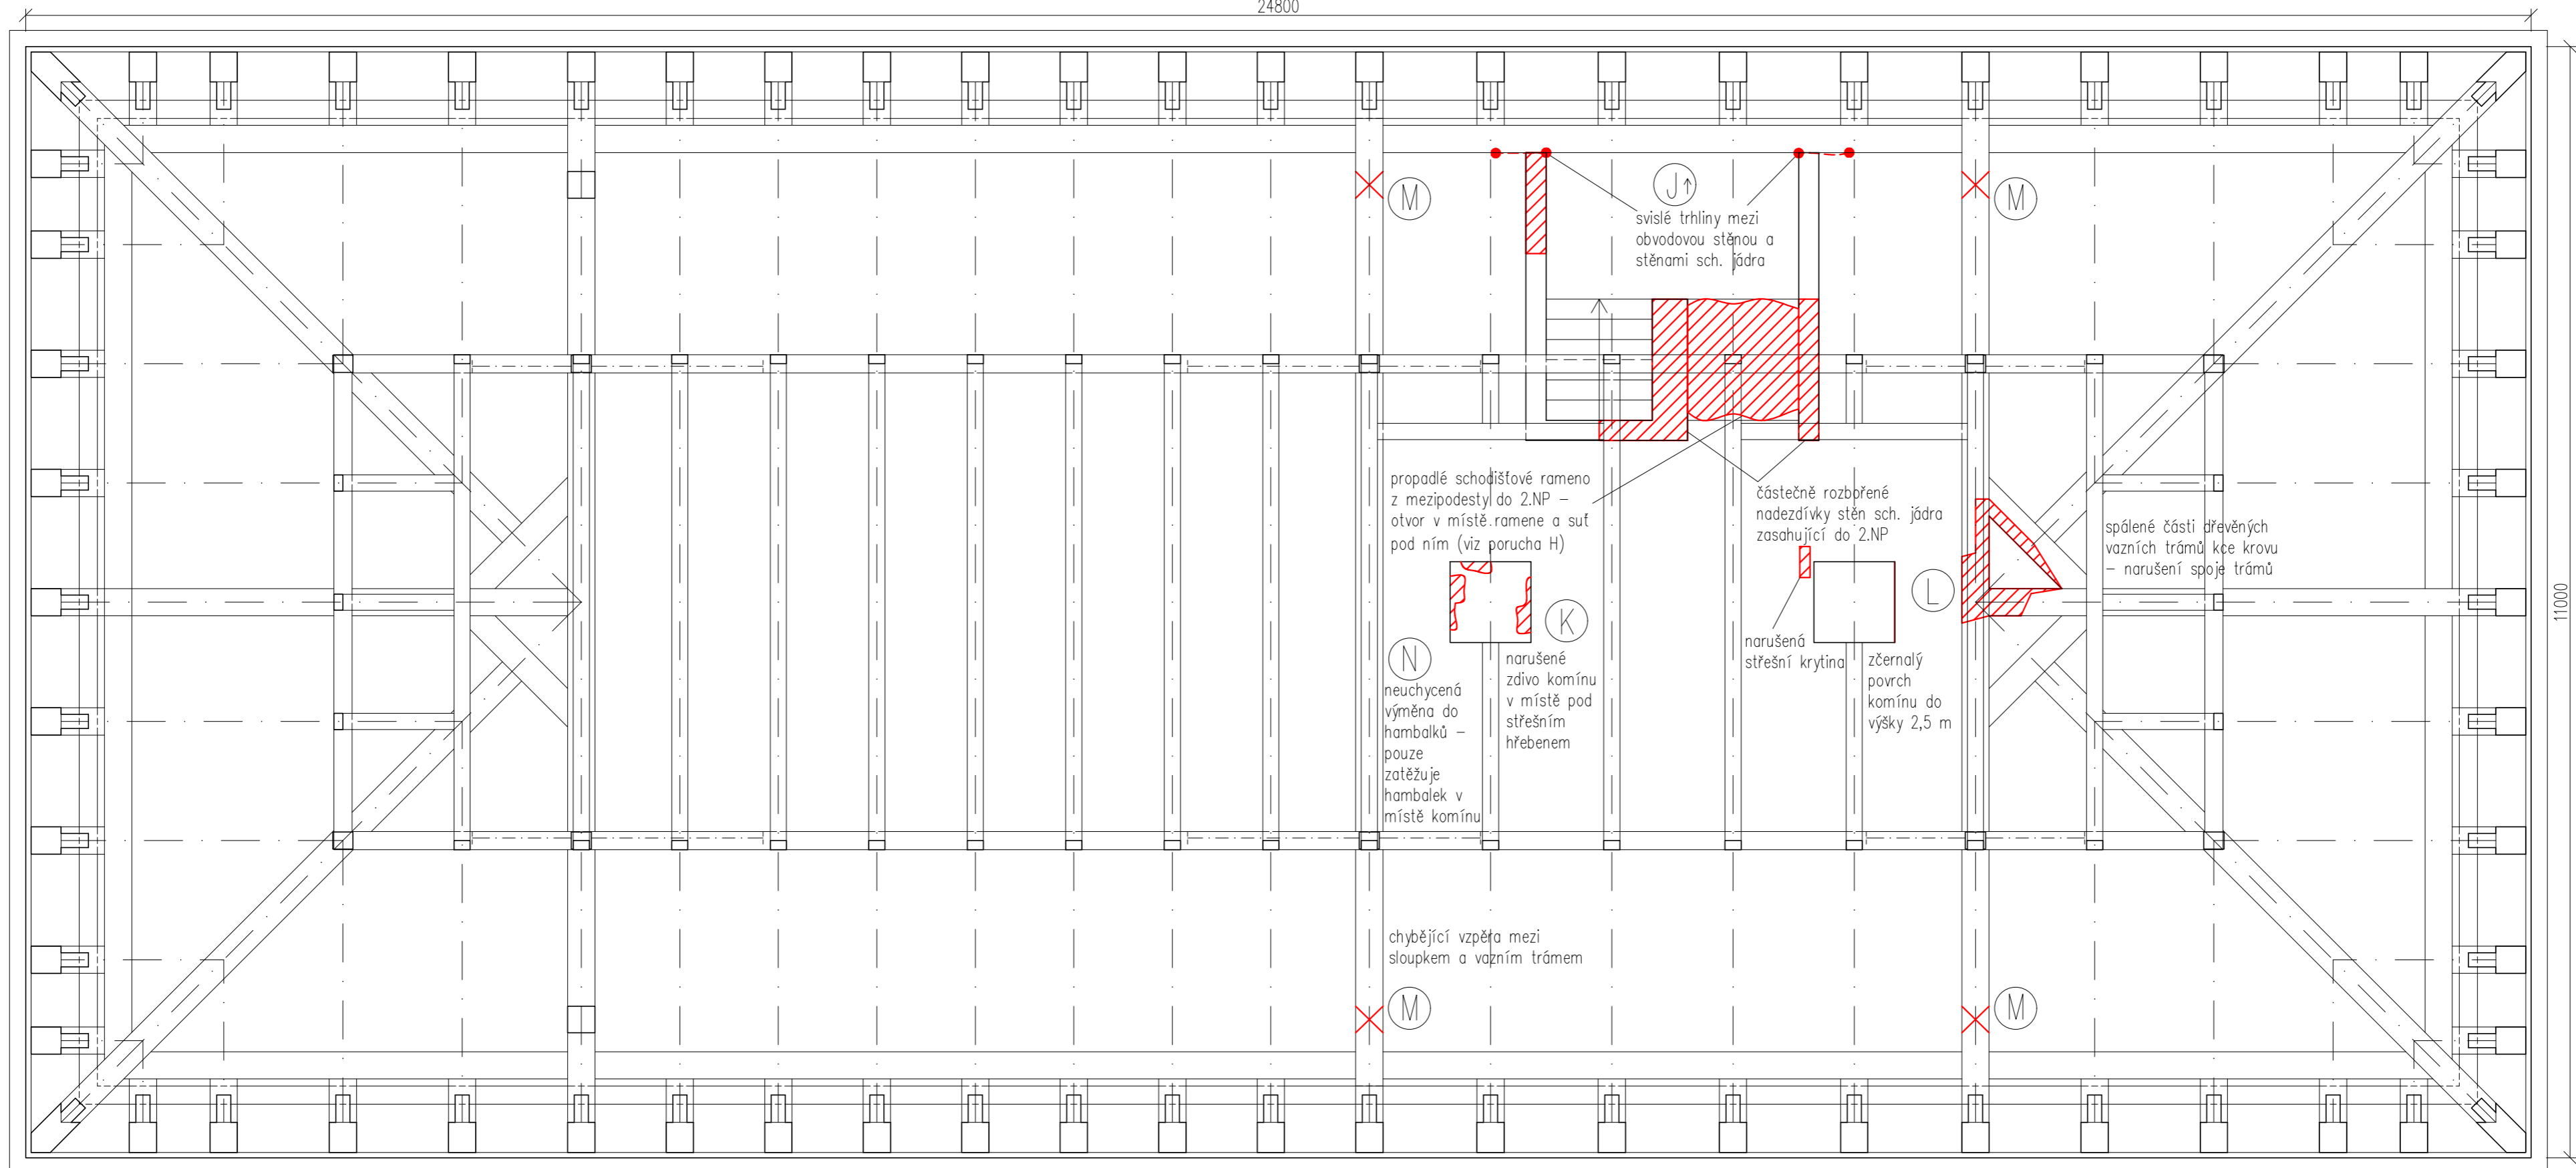 24800
M
J↑
M
svislé trhliny mezi
obvodovou stěnou a
stěnami sch. jádra
propadlé schodišťové rameno
z mezipodesty do 2.NP –
otvor v místě ramene a suť
pod ním (viz porucha H)
částečně rozbořené
nadezdívky stěn sch. jádra
zasahující do 2.NP
spálené části dřevěných
vazních trámů kce krovu
– narušení spoje trámů
L
K
11000
N
narušená
střešní krytina
narušené
zdivo komínu
v místě pod
střešním
hřebenem
zčernalý
povrch
komínu do
výšky 2,5 m
neuchycená
výměna do
hambalků –
pouze
zatěžuje
hambalek v
místě komínu
chybějící vzpěra mezi
sloupkem a vazním trámem
M
M